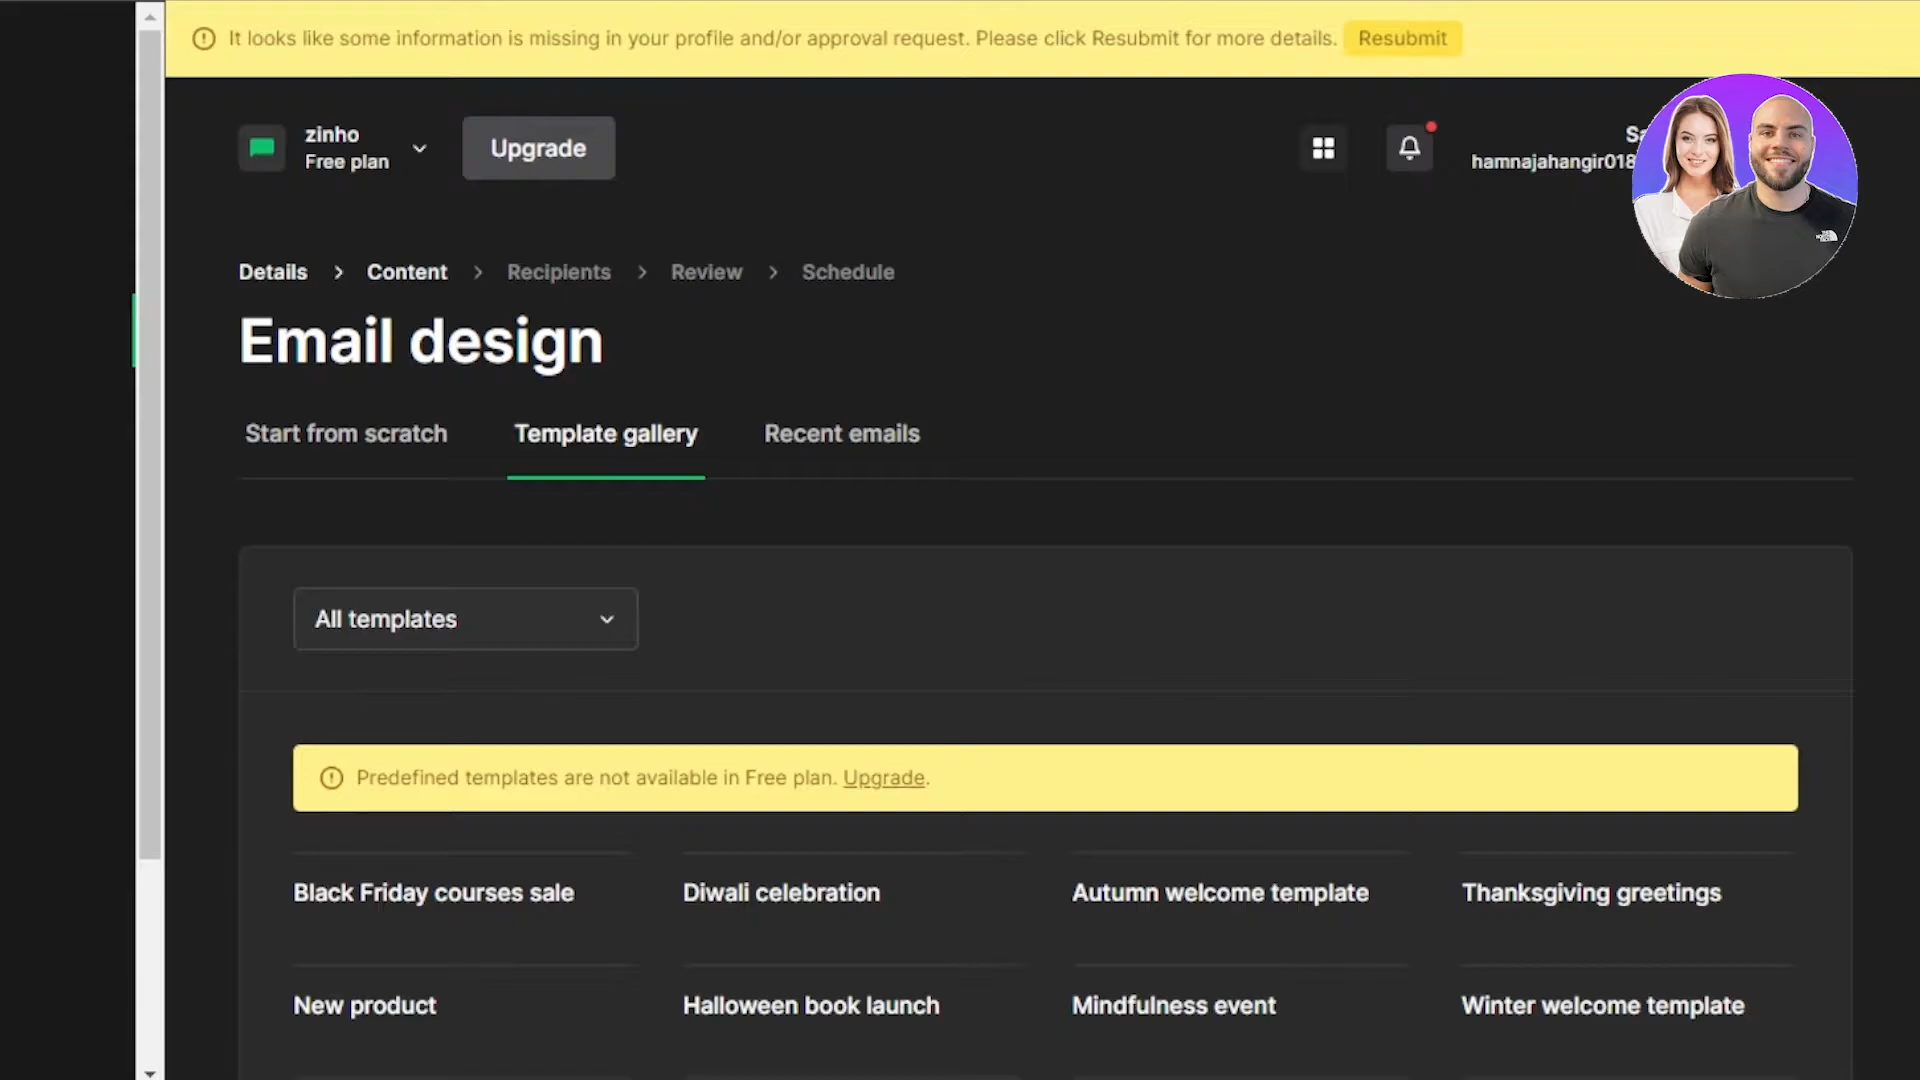 It looks like some information is missing in your profile and/or approval request. Please click Resubmit for more details. Resubmit
zinho
Free plan
Upgrade
hamnajahangir018
Details > Content > Recipients > Review > Schedule
Email design
Start from scratch
Template gallery
Recent emails
All templates
Predefined templates are not available in Free plan. Upgrade.
Black Friday courses sale
Diwali celebration
Autumn welcome template
Thanksgiving greetings
New product
Halloween book launch
Mindfulness event
Winter welcome template